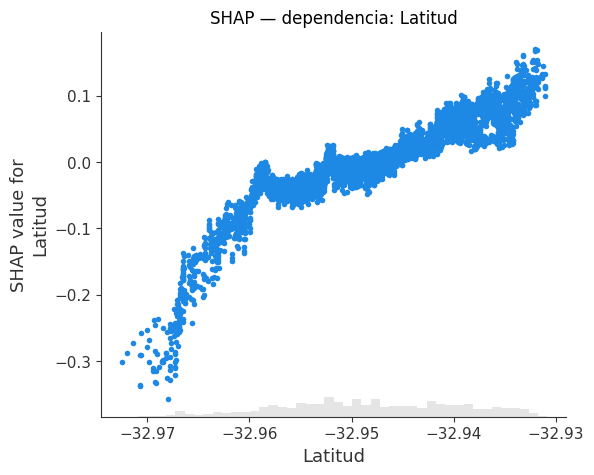 SHAP — dependencia: Latitud
SHAP value for
Latitud
0.1
0.0
−0.1
−0.2
−0.3
−32.97
−32.96
−32.95
−32.94
−32.93
Latitud